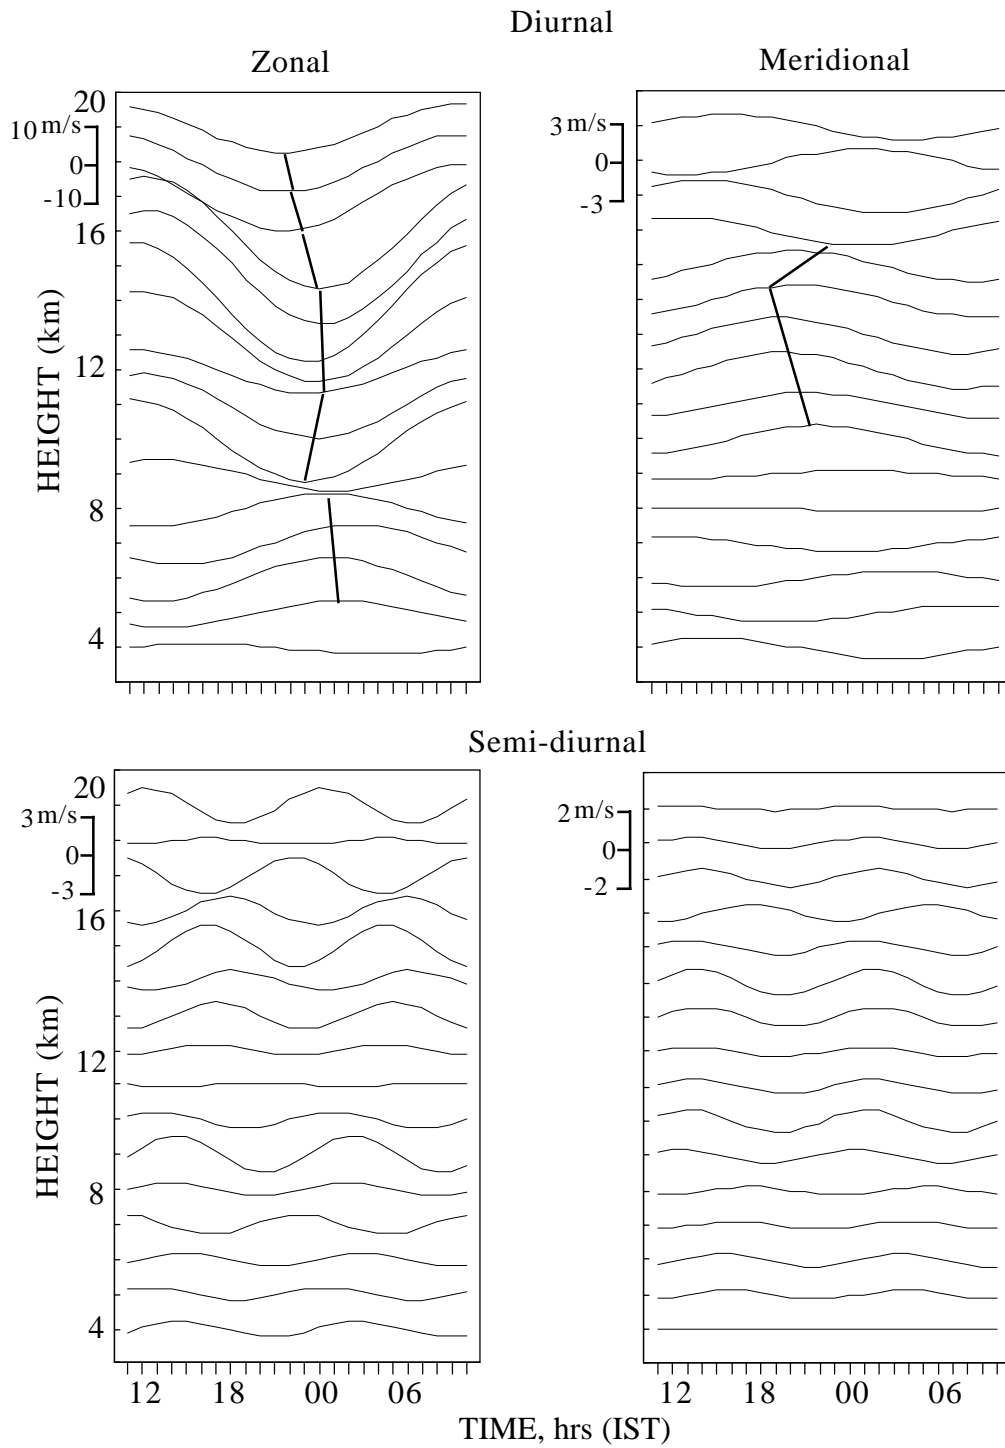 Diurnal
Zonal
Meridional
20
10 m/s
0
-10
16
12
8
4
HEIGHT (km)
3 m/s
0
-3
Semi-diurnal
20
3 m/s
0
-3
16
12
8
4
HEIGHT (km)
2 m/s
0
-2
12 18 00 06
12 18 00 06
TIME, hrs (IST)